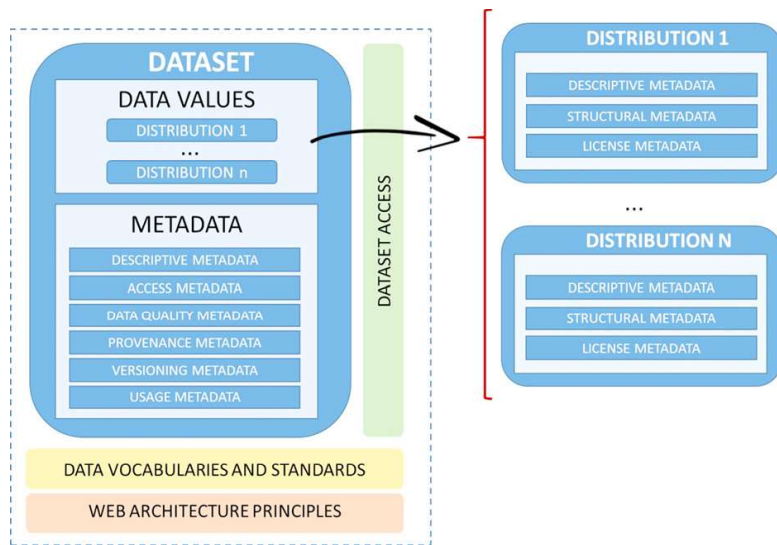 DATASET
DATA VALUES
DISTRIBUTION 1
...
DISTRIBUTION n
METADATA
DESCRIPTIVE METADATA
ACCESS METADATA
DATA QUALITY METADATA
PROVENANCE METADATA
VERSIONING METADATA
USAGE METADATA
DATASET ACCESS
DATA VOCABULARIES AND STANDARDS
WEB ARCHITECTURE PRINCIPLES
DISTRIBUTION 1
DESCRIPTIVE METADATA
STRUCTURAL METADATA
LICENSE METADATA
...
DISTRIBUTION N
DESCRIPTIVE METADATA
STRUCTURAL METADATA
LICENSE METADATA